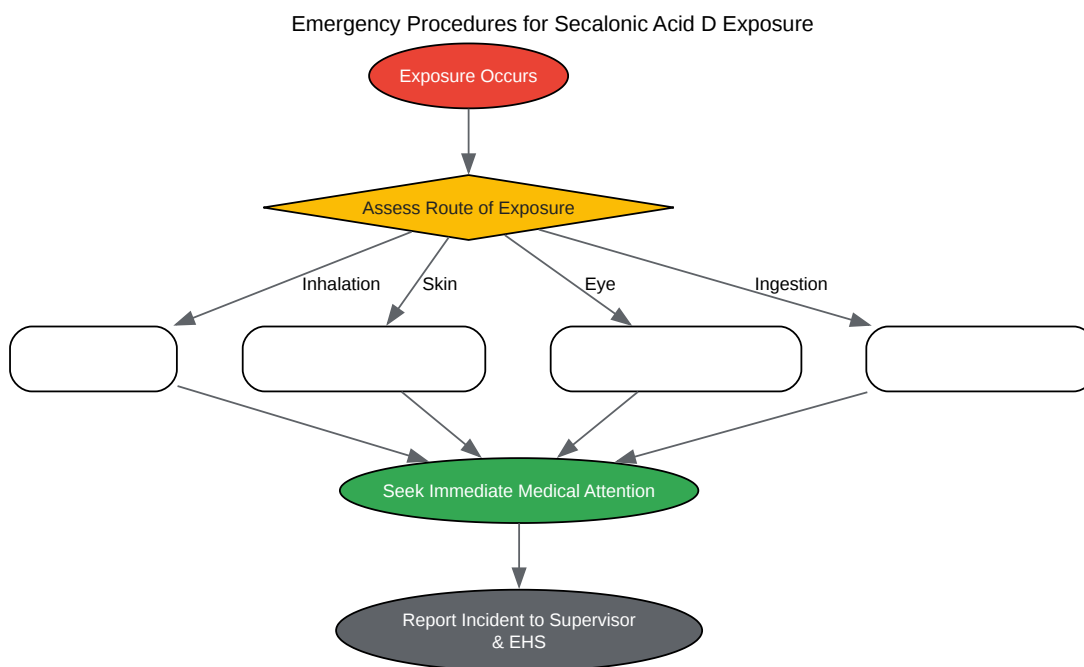 Emergency Procedures for Secalonic Acid D Exposure
Exposure Occurs
Assess Route of Exposure
Inhalation
Skin
Eye
Ingestion
Seek Immediate Medical Attention
Report Incident to Supervisor
& EHS